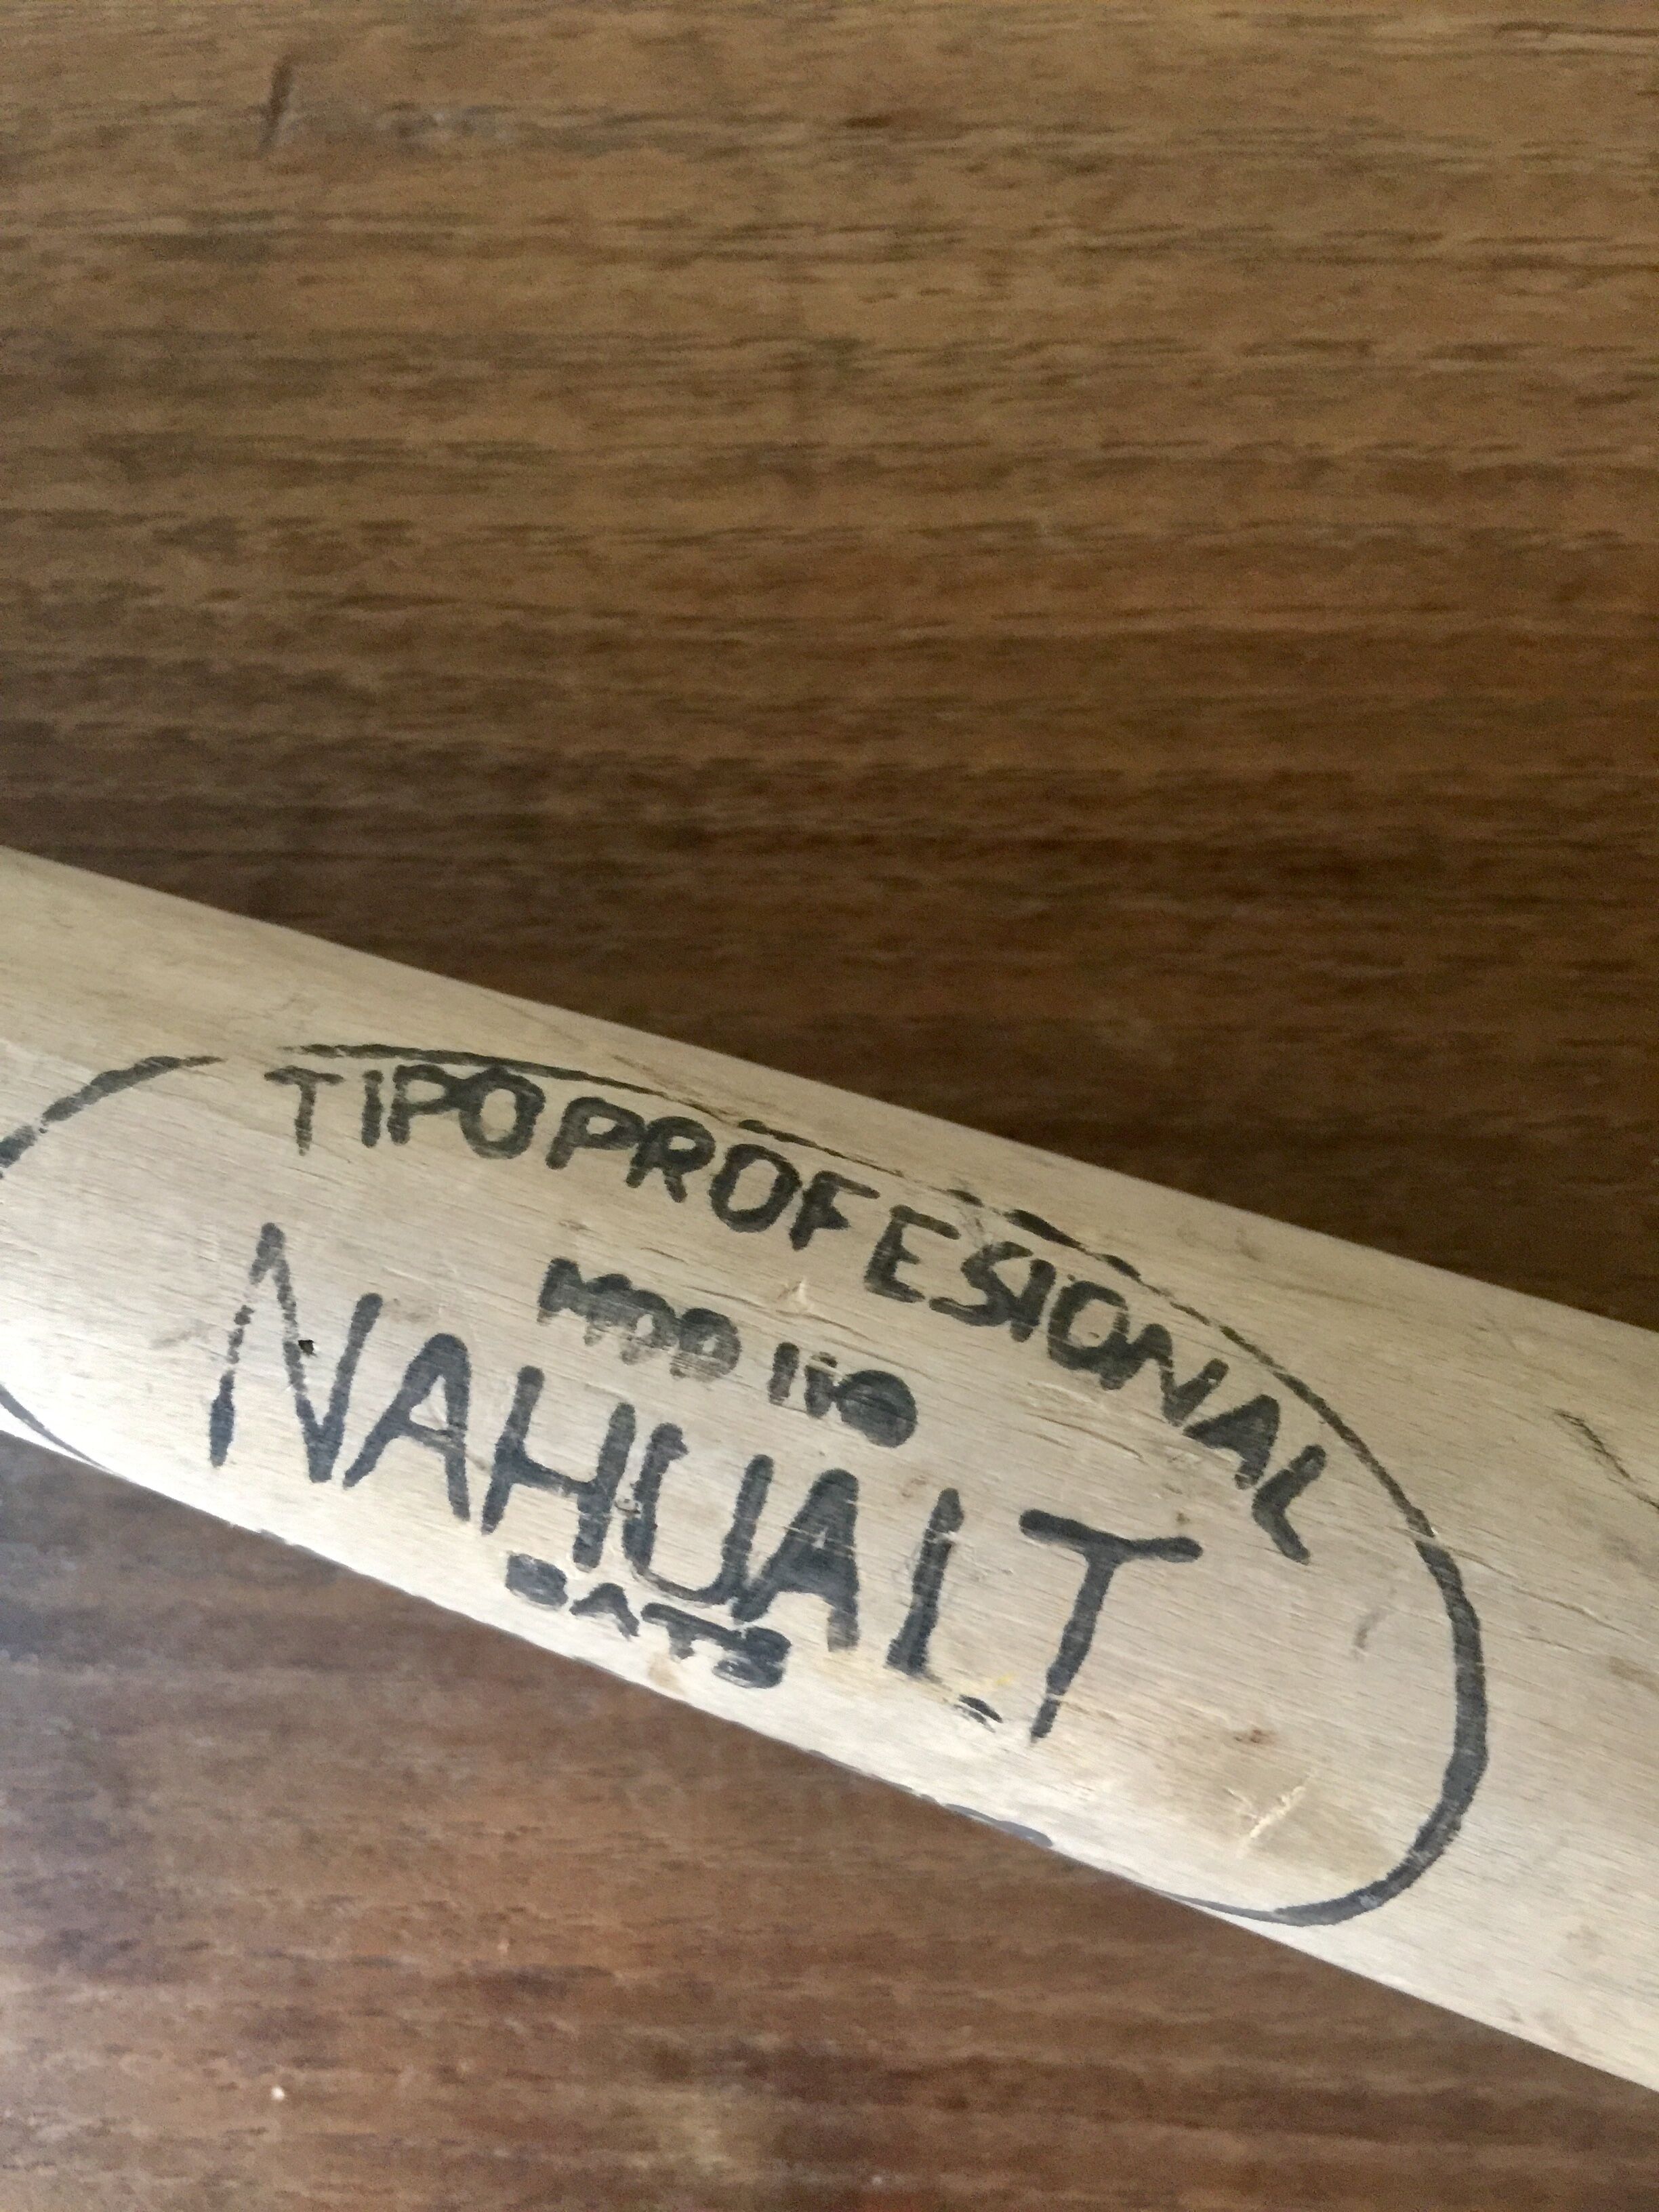 TIPO PROFESIONAL
MOD 110
NAHUALT
BATS